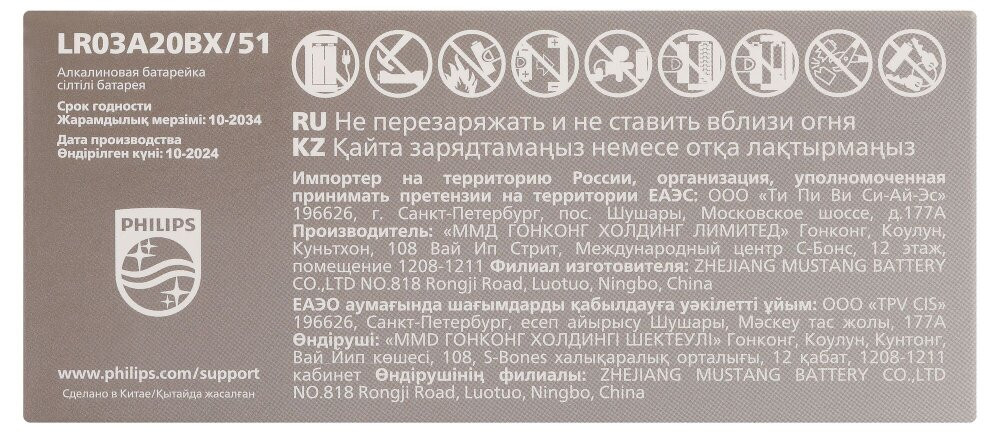 LR03A20BX/51
Алкалиновая батарейка
сілтілі батарея
Срок годности
Жарамдылық мерзімі: 10-2034
Дата производства
Өндірілген күні: 10-2024
PHILIPS
www.philips.com/support
Сделано в Китае/Қытайда жасалған
RU Не перезаряжать и не ставить вблизи огня
KZ Қайта зарядтамаңыз немесе отқа лақтырмаңыз
Импортер на территорию России, организация, уполномоченная
принимать претензии на территории ЕАЭС: ООО «Ти Пи Ви Си-Ай-Эс»
196626, г. Санкт-Петербург, пос. Шушары, Московское шоссе, д.177А
Производитель: «ММД ГОНКОНГ ХОЛДИНГ ЛИМИТЕД» Гонконг, Коулун,
Куньтхон, 108 Вай Ип Стрит, Международный центр С-Бонс, 12 этаж,
помещение 1208-1211 Филиал изготовителя: ZHEJIANG MUSTANG BATTERY
CO.,LTD NO.818 Rongji Road, Luotuo, Ningbo, China
ЕАЭО аумағында шағымдарды қабылдауға уәкілетті ұйым: ООО «TPV CIS»
196626, Санкт-Петербург, есеп айырысу Шушары, Мәскеу тас жолы, 177А
Өндіруші: «ММD ГОНКОНГ ХОЛДИНГІ ШЕКТЕУЛІ» Гонконг, Коулун, Кунтонг,
Вай Йип көшесі, 108, S-Bones халықаралық орталығы, 12 қабат, 1208-1211
кабинет Өндірушінің филиалы: ZHEJIANG MUSTANG BATTERY CO.,LTD
NO.818 Rongji Road, Luotuo, Ningbo, China